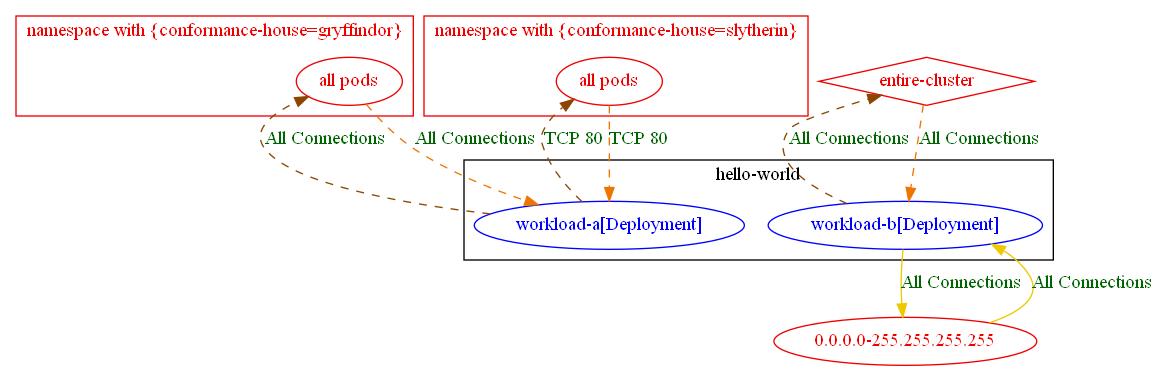 namespace with {conformance-house=gryffindor}
namespace with {conformance-house=slytherin}
all pods
all pods
entire-cluster
All Connections
All Connections
TCP 80
TCP 80
All Connections
All Connections
hello-world
workload-a[Deployment]
workload-b[Deployment]
All Connections
All Connections
0.0.0.0-255.255.255.255